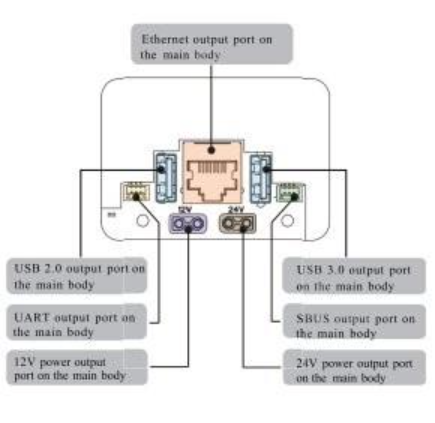 Ethernet output port on
the main body
12V
24V
USB 2.0 output port on
the main body
USB 3.0 output port
on the main body
UART output port on
the main body
SBUS output port on
the main body
12V power output
port on the main body
24V power output port
on the main body